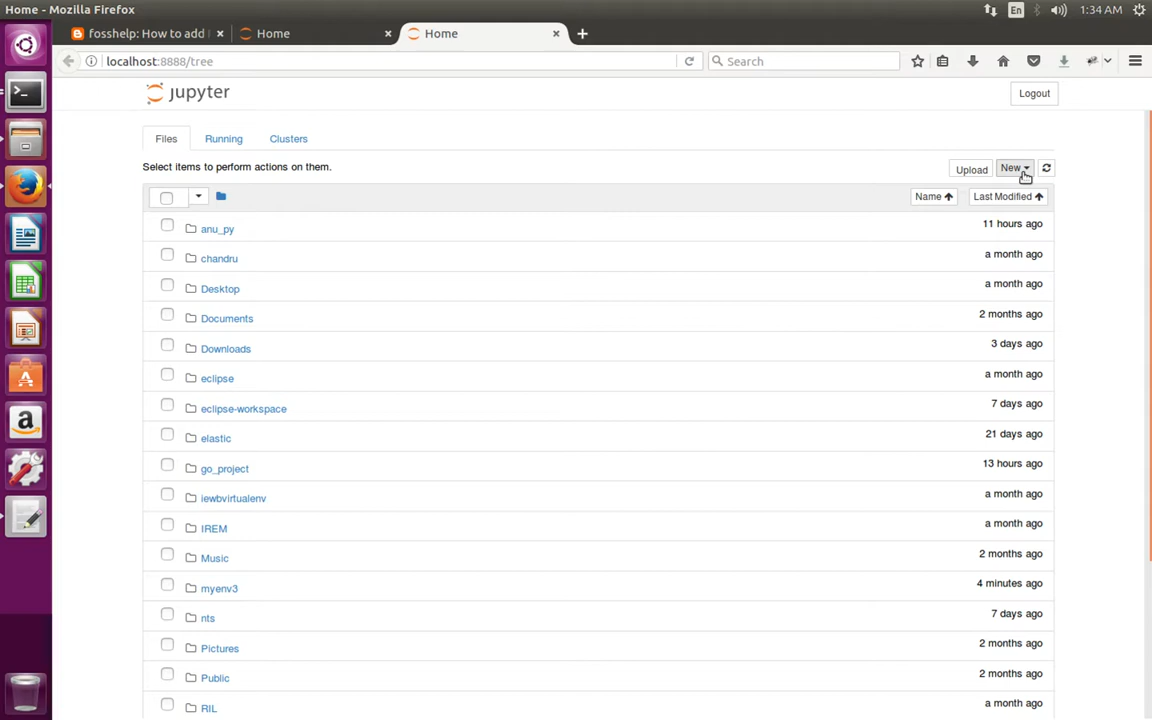 Home - Mozilla Firefox En 1:34 AM
fosshelp: How to add Home Home
localhost:8888/tree Search
jupyter Logout
Files Running Clusters
Select items to perform actions on them. Upload New
Name Last Modified
anu_py 11 hours ago
chandru a month ago
Desktop a month ago
Documents 2 months ago
Downloads 3 days ago
eclipse a month ago
eclipse-workspace 7 days ago
elastic 21 days ago
go_project 13 hours ago
iewbvirtualenv a month ago
IREM a month ago
Music 2 months ago
myenv3 4 minutes ago
nts 7 days ago
Pictures 2 months ago
Public 2 months ago
RIL a month ago